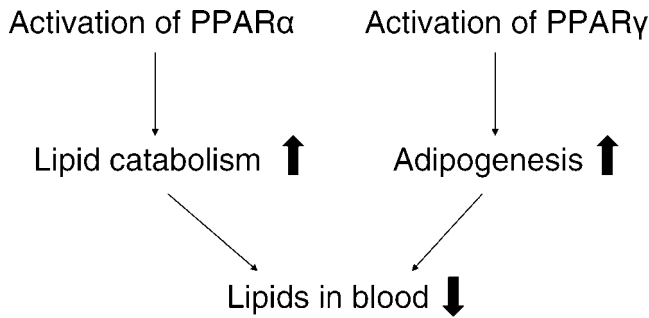 Activation of PPARα
Activation of PPARγ
Lipid catabolism
Adipogenesis
Lipids in blood